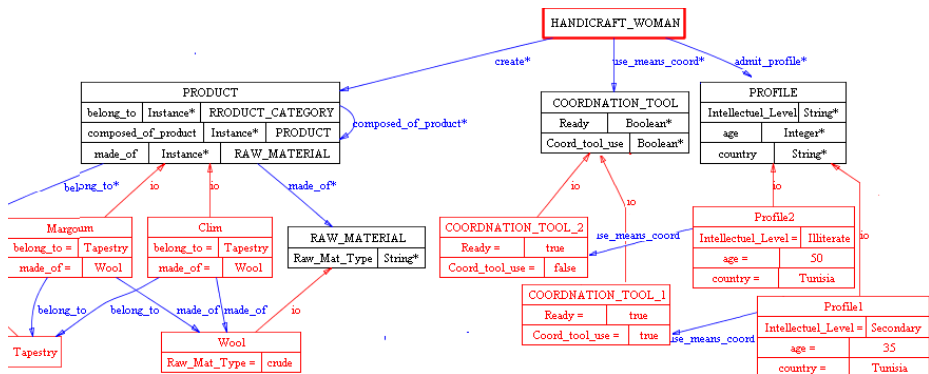 HANDICRAFT_WOMAN
create*
use_means_coord*
admit_profile*
PRODUCT
belong_to Instance* RRODUCT_CATEGORY
composed_of_product Instance* PRODUCT
made_of Instance* RAW_MATERIAL
composed_of_product*
COORDNATION_TOOL
Ready Boolean*
Coord_tool_use Boolean*
PROFILE
Intellectuel_Level String*
age Integer*
country String*
belong_to*
io
io
made_of*
io
io
io
io
Margoum
belong_to = Tapestry
made_of = Wool
Clim
belong_to = Tapestry
made_of = Wool
RAW_MATERIAL
Raw_Mat_Type String*
COORDNATION_TOOL_2
Ready = true
Coord_tool_use = false
use_means_coord
Profile2
Intellectuel_Level = Illiterate
age = 50
country = Tunisia
belong_to
belong_to
made_of
made_of
io
COORDNATION_TOOL_1
Ready = true
Coord_tool_use = true
use_means_coord
Profile1
Intellectuel_Level = Secondary
age = 35
country = Tunisia
Tapestry
Wool
Raw_Mat_Type = crude